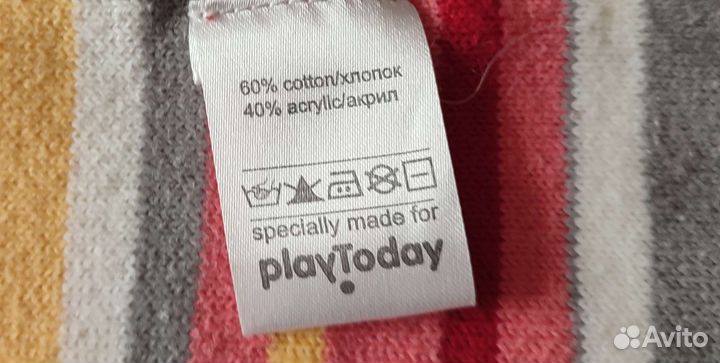 60% cotton/хлопок
40% acrylic/акрил
specially made for
playToday
Avito